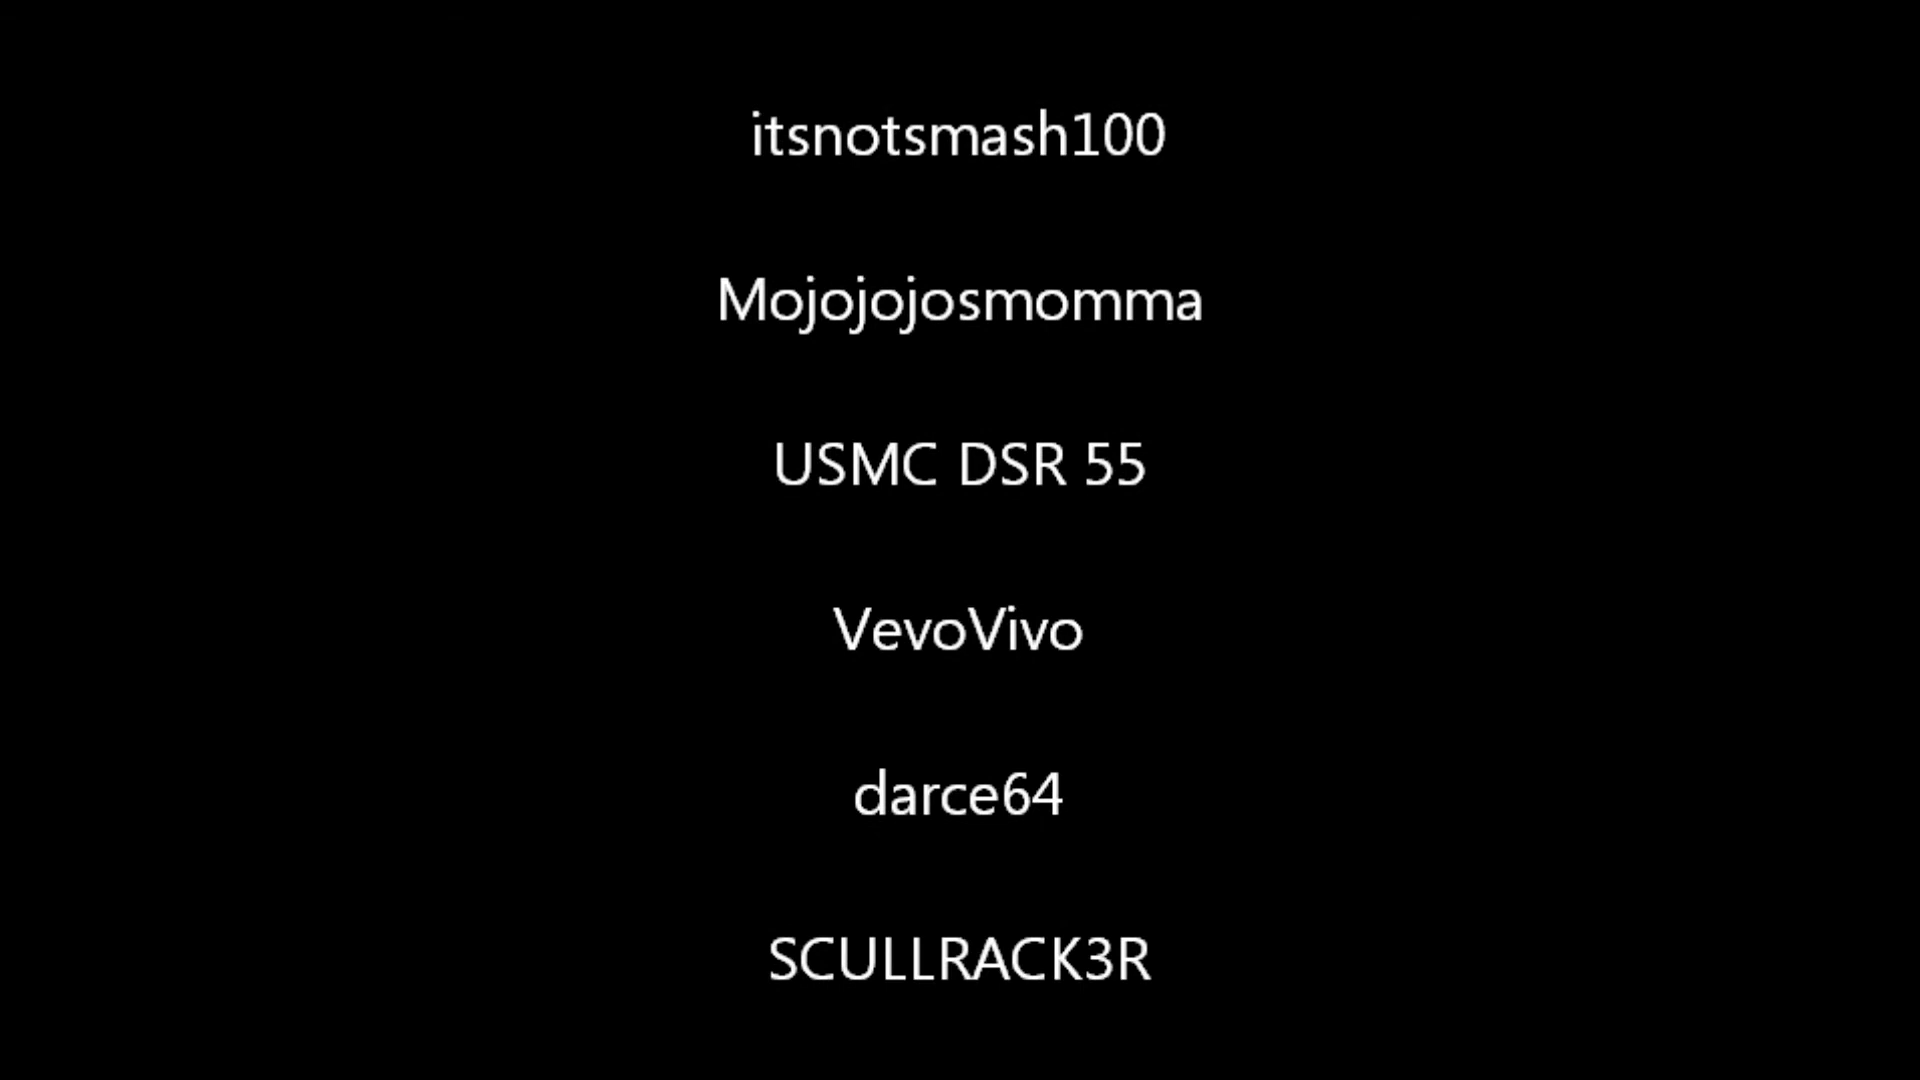 itsnotsmash100
Mojojojosmomma
USMC DSR 55
VevoVivo
darce64
SCULLRACK3R